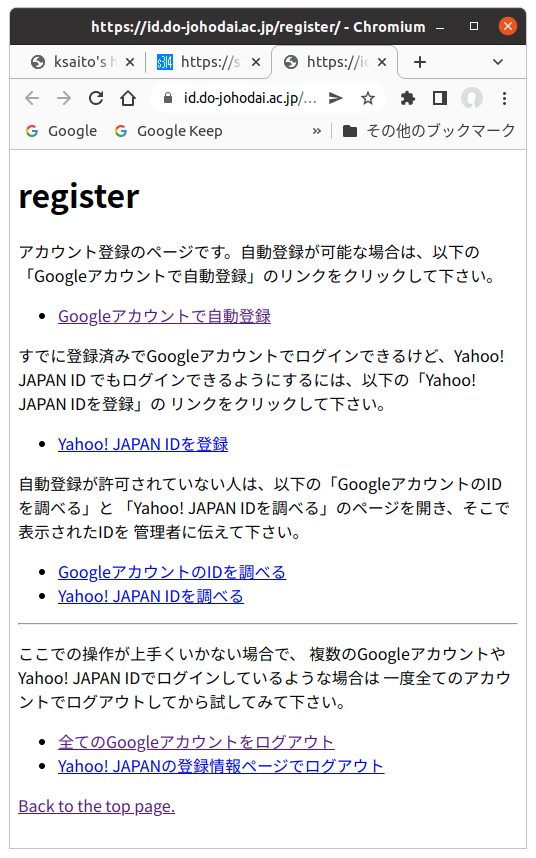 https://id.do-johodai.ac.jp/register/ - Chromium
ksaito's h
https://s
https://id
id.do-johodai.ac.jp/...
Google
Google Keep
»
その他のブックマーク
register
アカウント登録のページです。自動登録が可能な場合は、以下の
「Googleアカウントで自動登録」のリンクをクリックして下さい。
Googleアカウントで自動登録
すでに登録済みでGoogleアカウントでログインできるけど、Yahoo!
JAPAN ID でもログインできるようにするには、以下の「Yahoo!
JAPAN IDを登録」の リンクをクリックして下さい。
Yahoo! JAPAN IDを登録
自動登録が許可されていない人は、以下の「GoogleアカウントのID
を調べる」と 「Yahoo! JAPAN IDを調べる」のページを開き、そこで
表示されたIDを 管理者に伝えて下さい。
GoogleアカウントのIDを調べる
Yahoo! JAPAN IDを調べる
ここでの操作が上手くいかない場合で、 複数のGoogleアカウントや
Yahoo! JAPAN IDでログインしているような場合は 一度全てのアカウ
ントでログアウトしてから試してみて下さい。
全てのGoogleアカウントをログアウト
Yahoo! JAPANの登録情報ページでログアウト
Back to the top page.